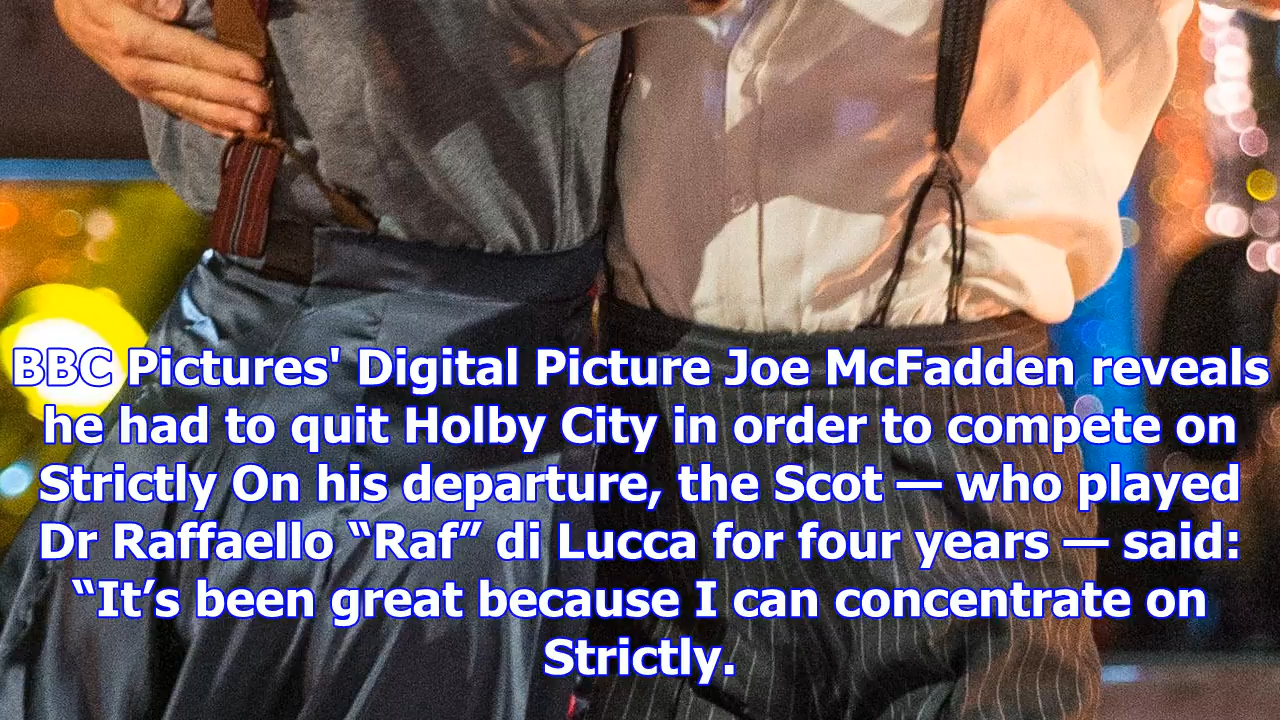 BBC Pictures' Digital Picture Joe McFadden reveals
he had to quit Holby City in order to compete on
Strictly On his departure, the Scot — who played
Dr Raffaello “Raf” di Lucca for four years — said:
“It’s been great because I can concentrate on
Strictly.